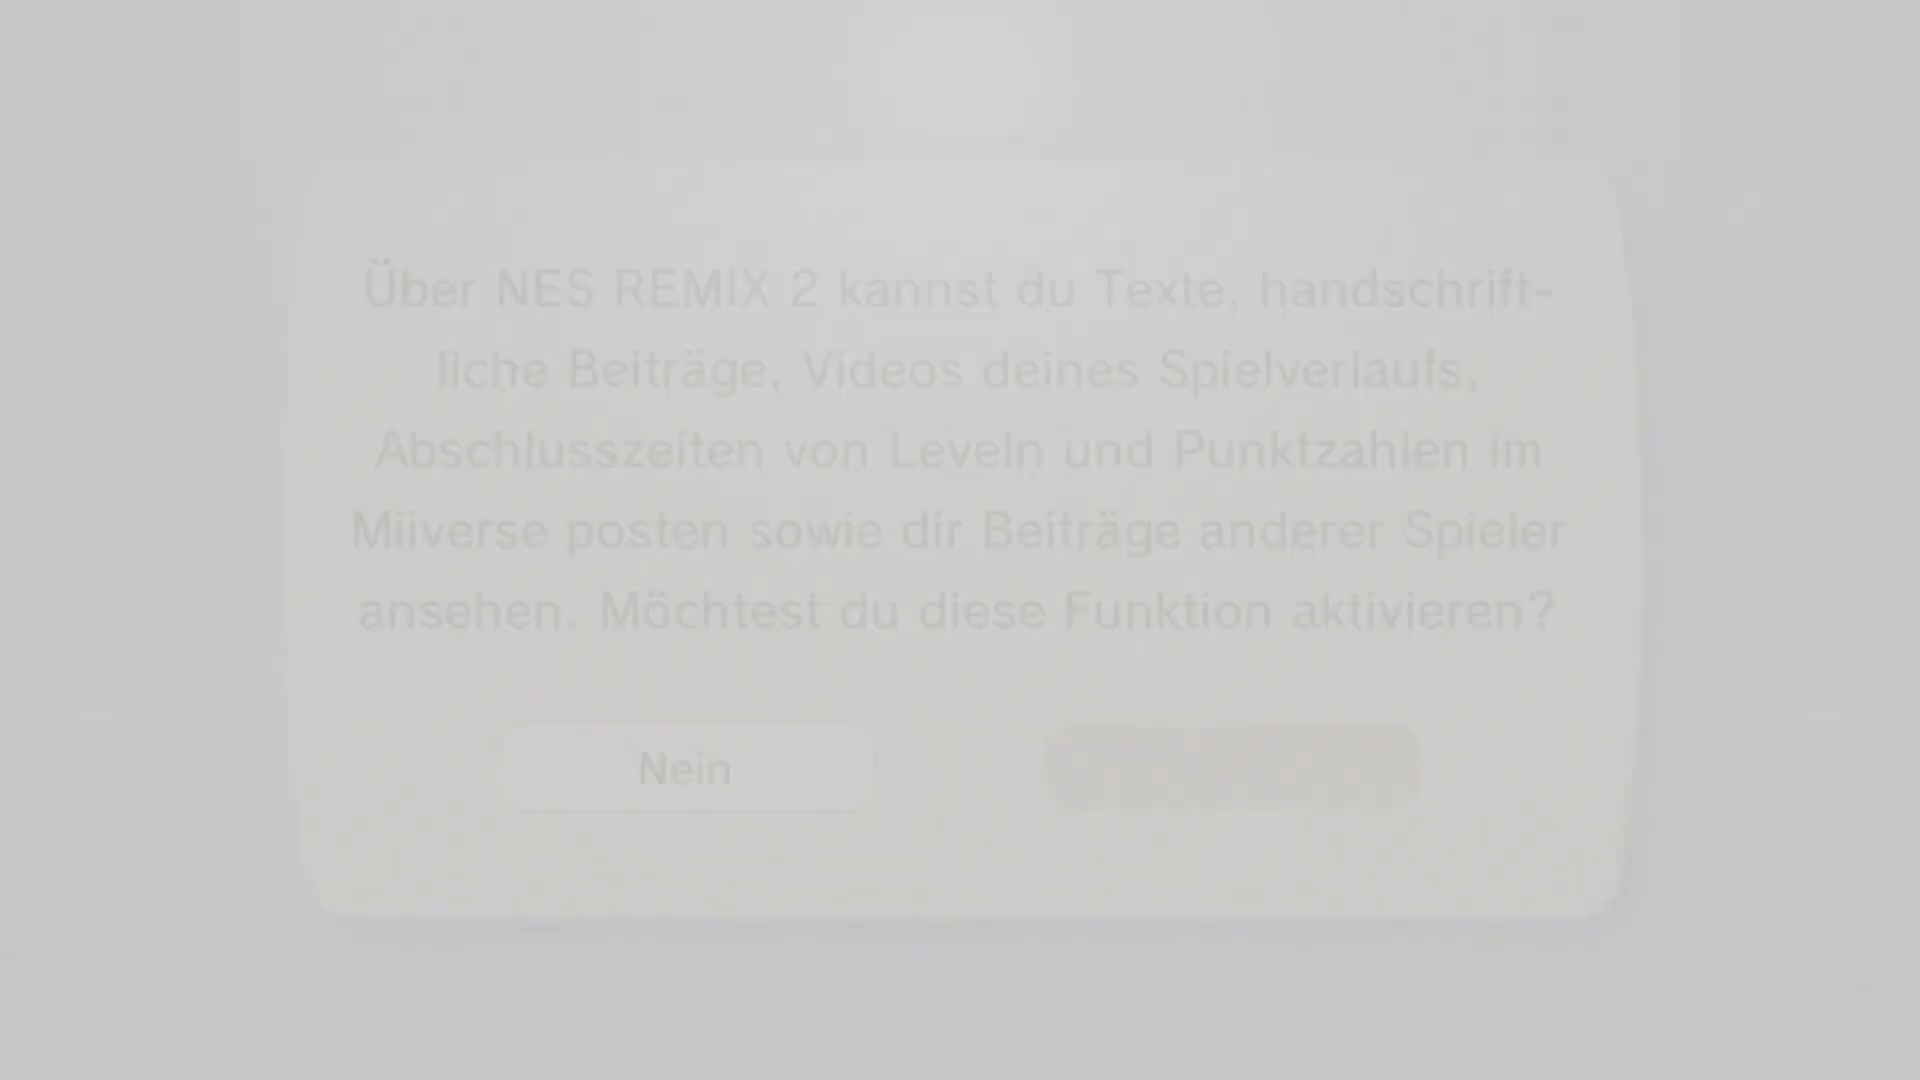 Über NES REMIX 2 kannst du Texte, handschrift-
liche Beiträge, Videos deines Spielverlaufs,
Abschlusszeiten von Leveln und Punktzahlen im
Miiverse posten sowie dir Beiträge anderer Spieler
ansehen. Möchtest du diese Funktion aktivieren?
Nein